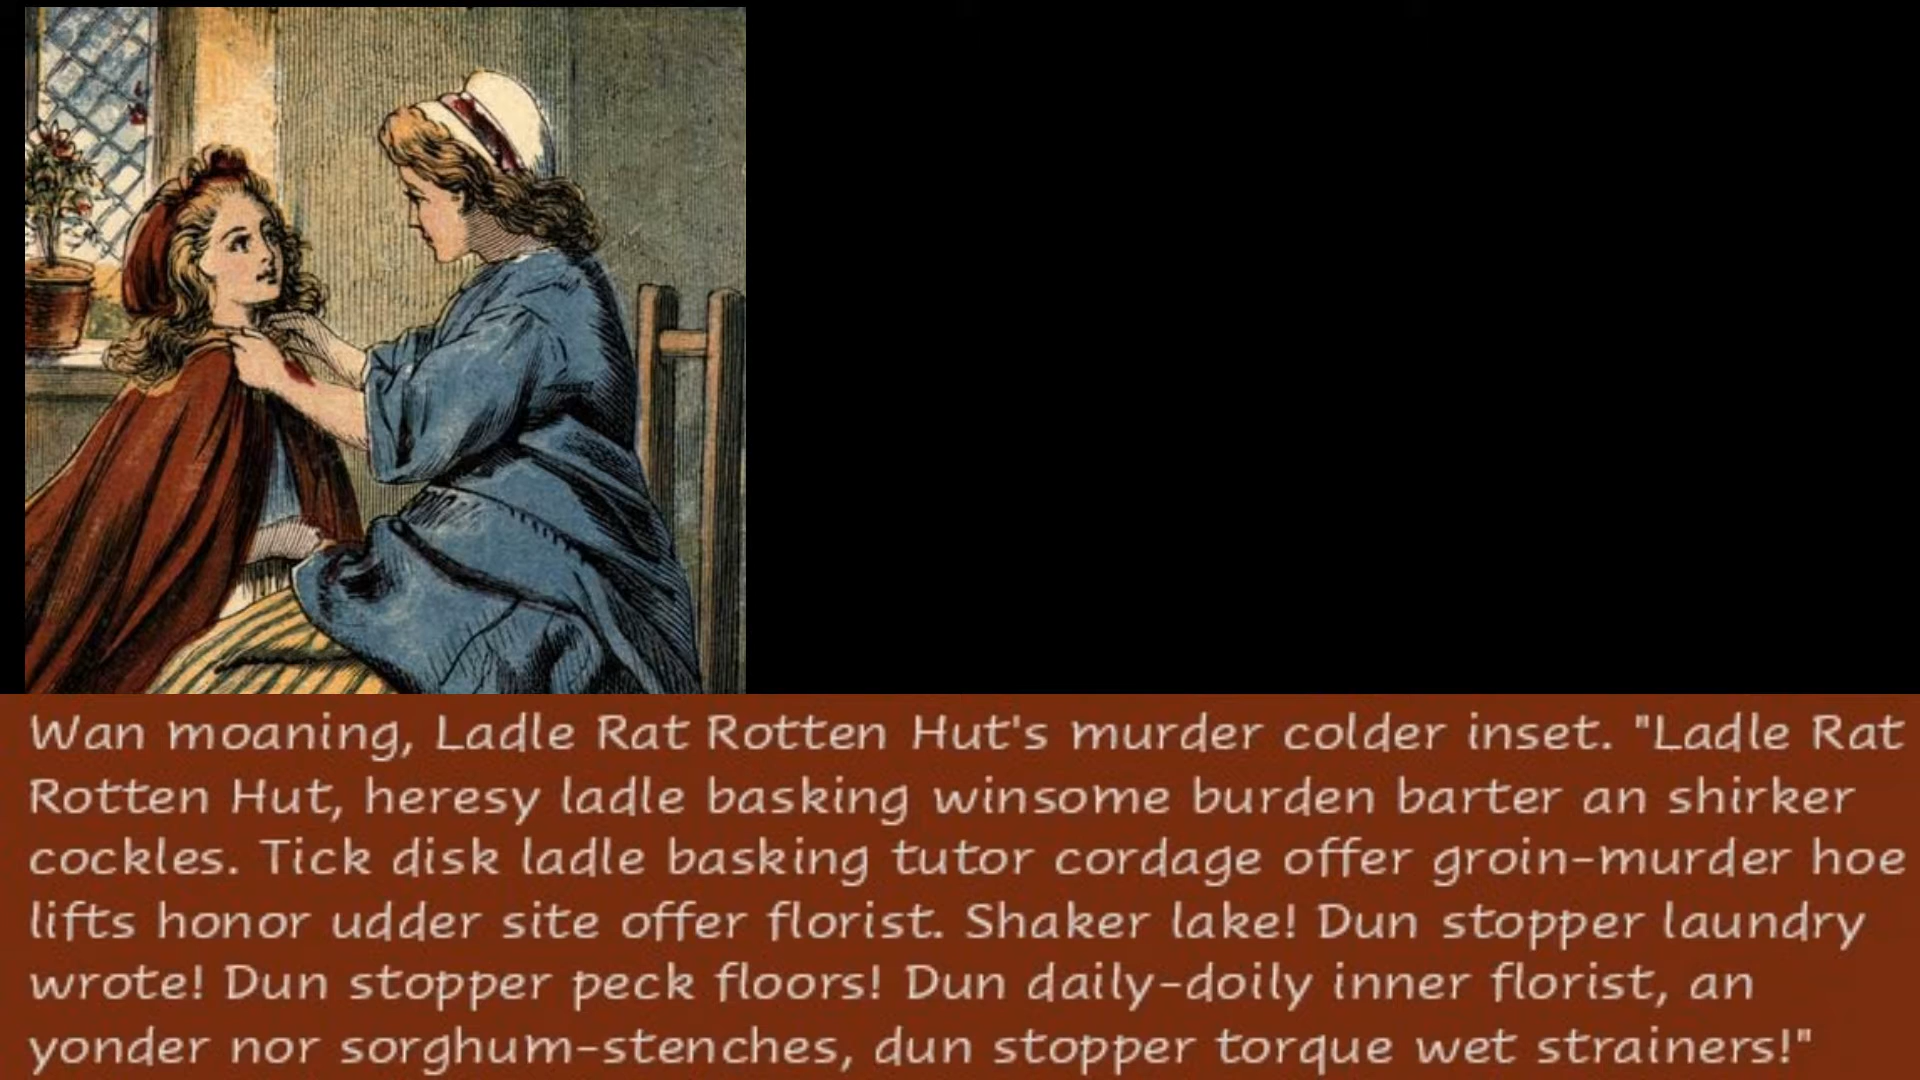 Wan moaning, Ladle Rat Rotten Hut's murder colder inset. "Ladle Rat
Rotten Hut, heresy ladle basking winsome burden barter an shirker
cockles. Tick disk ladle basking tutor cordage offer groin-murder hoe
lifts honor udder site offer florist. Shaker lake! Dun stopper laundry
wrote! Dun stopper peck floors! Dun daily-doily inner florist, an
yonder nor sorghum-stenches, dun stopper torque wet strainers!"